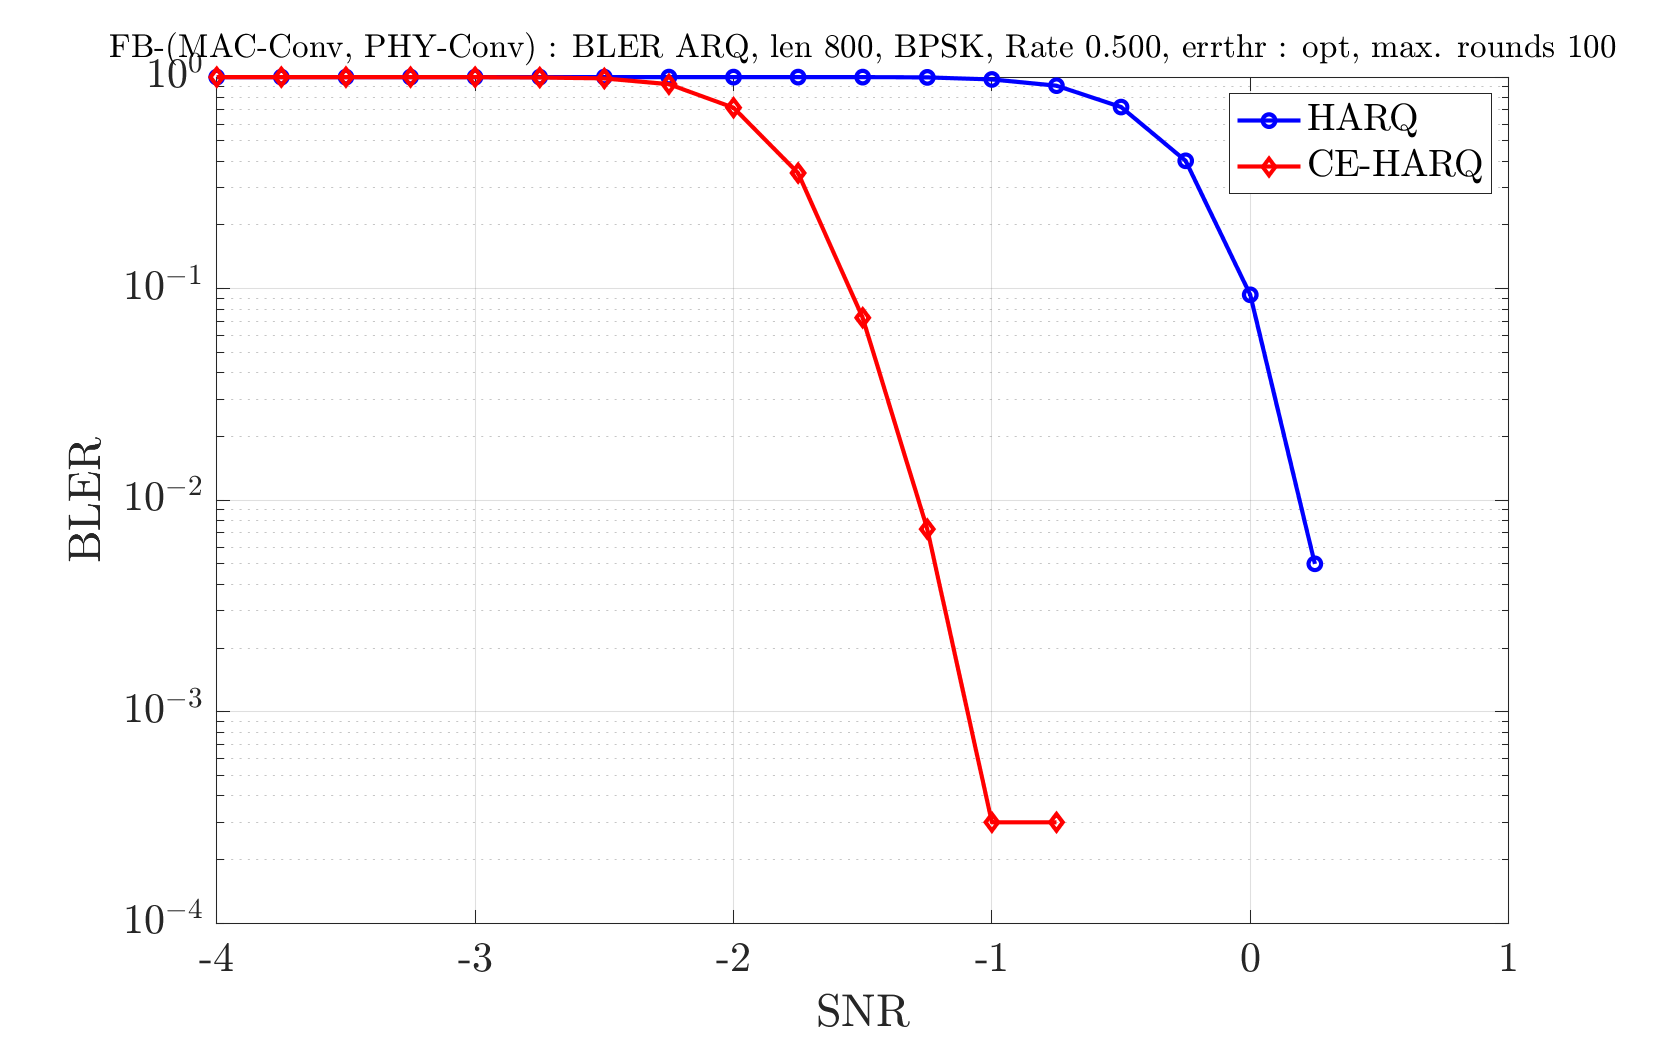 FB-(MAC-Conv, PHY-Conv) : BLER ARQ, len 800, BPSK, Rate 0.500, errthr : opt, max. rounds 100
10^0
10^{-1}
10^{-2}
10^{-3}
10^{-4}
BLER
HARQ
CE-HARQ
-4 -3 -2 -1 0 1
SNR